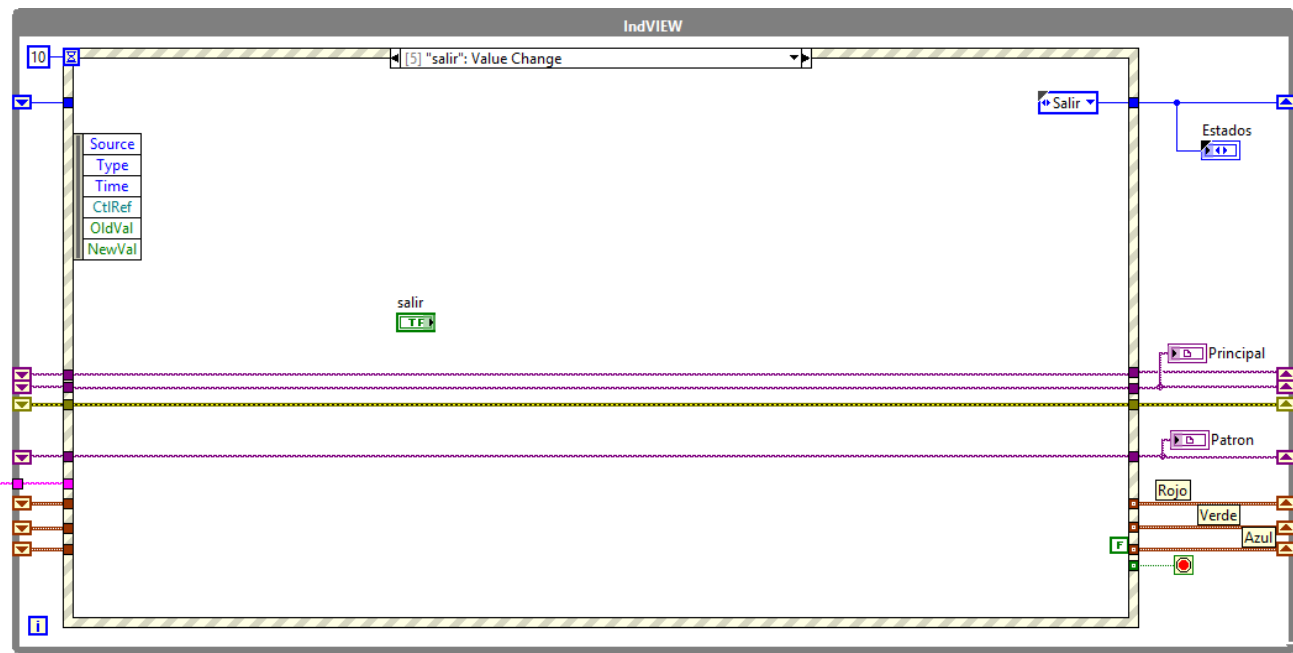 IndVIEW
10
[5] "salir": Value Change
Salir
Estados
Source
Type
Time
CtlRef
OldVal
NewVal
salir
TF
Principal
Patron
Rojo
Verde
Azul
F
i